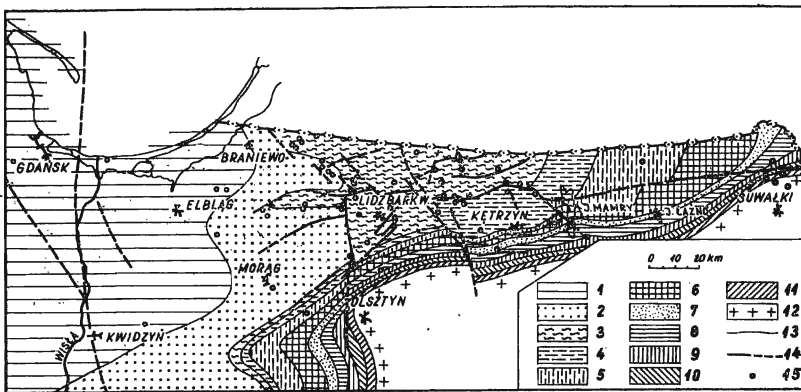 GDAŃSK
BRANIEWO
ELBLĄG
LIDZBARK W.
KĘTRZYN
J. MAMRY
J. ŁAŹNO
SUWAŁKI
MORĄG
OLSZTYN
KWIDZYŃ
WISŁA
0 10 20 km
1 6 11
2 7 12
3 8 13
4 9 14
5 10 15